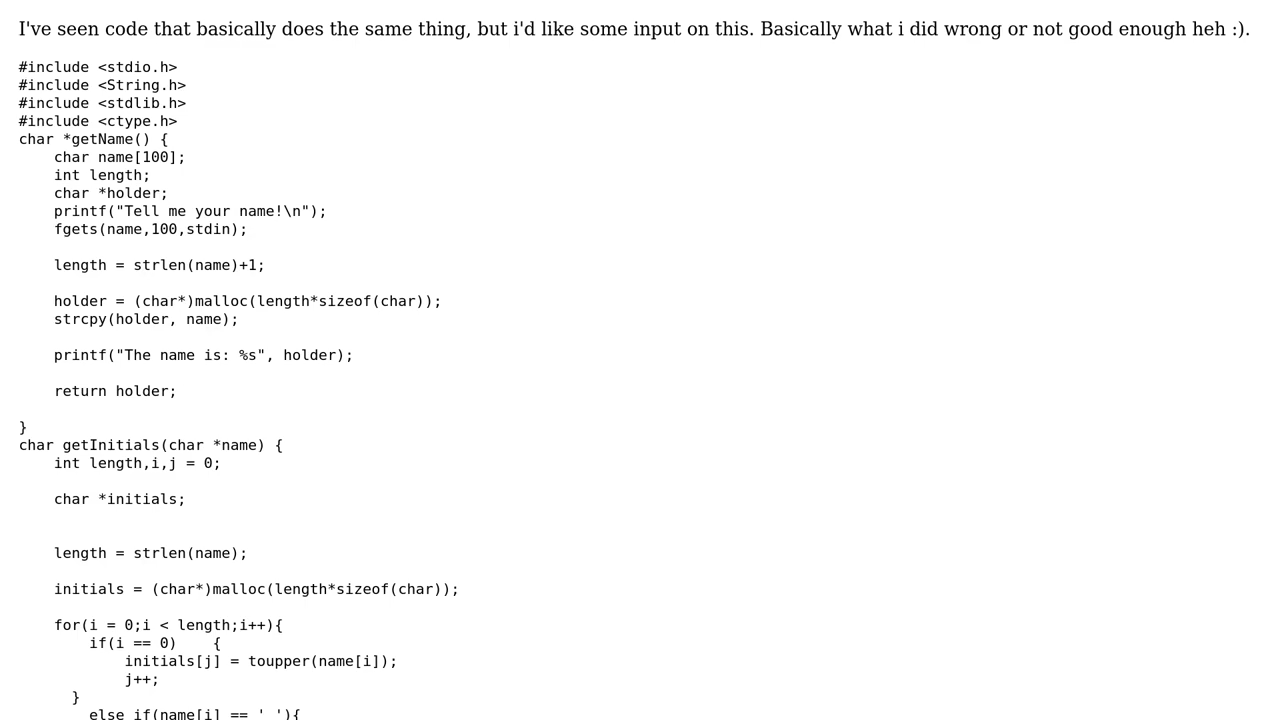 I've seen code that basically does the same thing, but i'd like some input on this. Basically what i did wrong or not good enough heh :).
#include <stdio.h>
#include <String.h>
#include <stdlib.h>
#include <ctype.h>
char *getName() {
    char name[100];
    int length;
    char *holder;
    printf("Tell me your name!\n");
    fgets(name,100,stdin);

    length = strlen(name)+1;

    holder = (char*)malloc(length*sizeof(char));
    strcpy(holder, name);

    printf("The name is: %s", holder);

    return holder;

}
char getInitials(char *name) {
    int length,i,j = 0;

    char *initials;


    length = strlen(name);

    initials = (char*)malloc(length*sizeof(char));

    for(i = 0;i < length;i++){
        if(i == 0)    {
            initials[j] = toupper(name[i]);
            j++;
      }
        else if(name[i] == ' '){